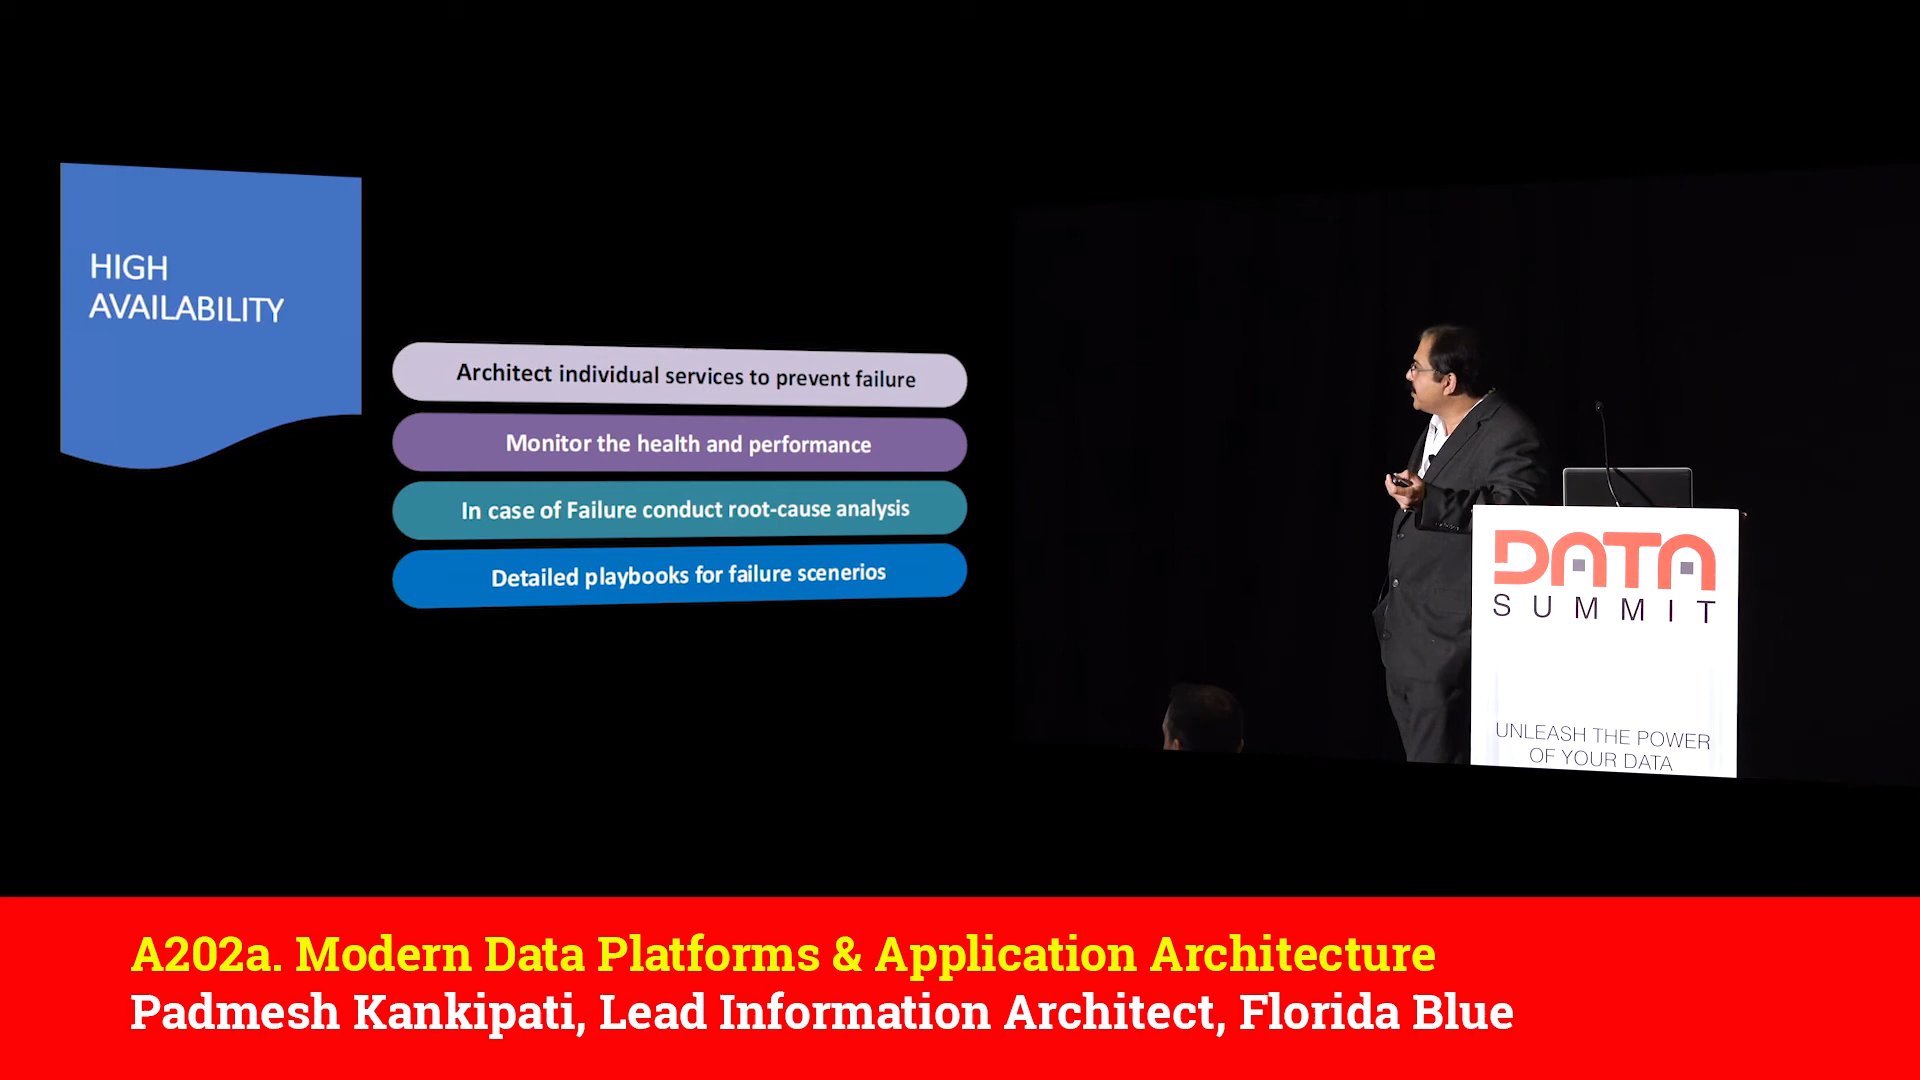 HIGH
AVAILABILITY
Architect individual services to prevent failure
Monitor the health and performance
In case of Failure conduct root-cause analysis
Detailed playbooks for failure scenerios
DATA
SUMMIT
UNLEASH THE POWER
OF YOUR DATA
A202a. Modern Data Platforms & Application Architecture
Padmesh Kankipati, Lead Information Architect, Florida Blue